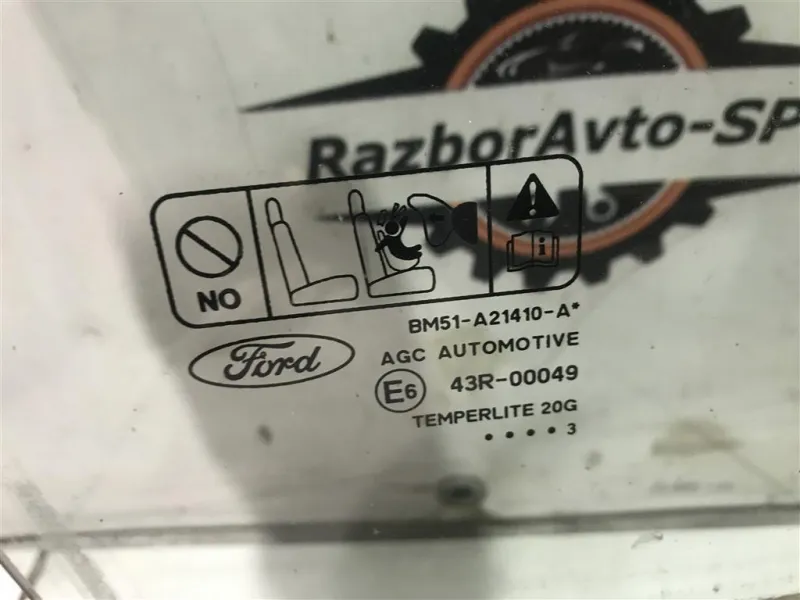 RazborAvto-SP
NO
BM51-A21410-A*
Ford
AGC AUTOMOTIVE
E6 43R-00049
TEMPERLITE 20G
• • • • 3